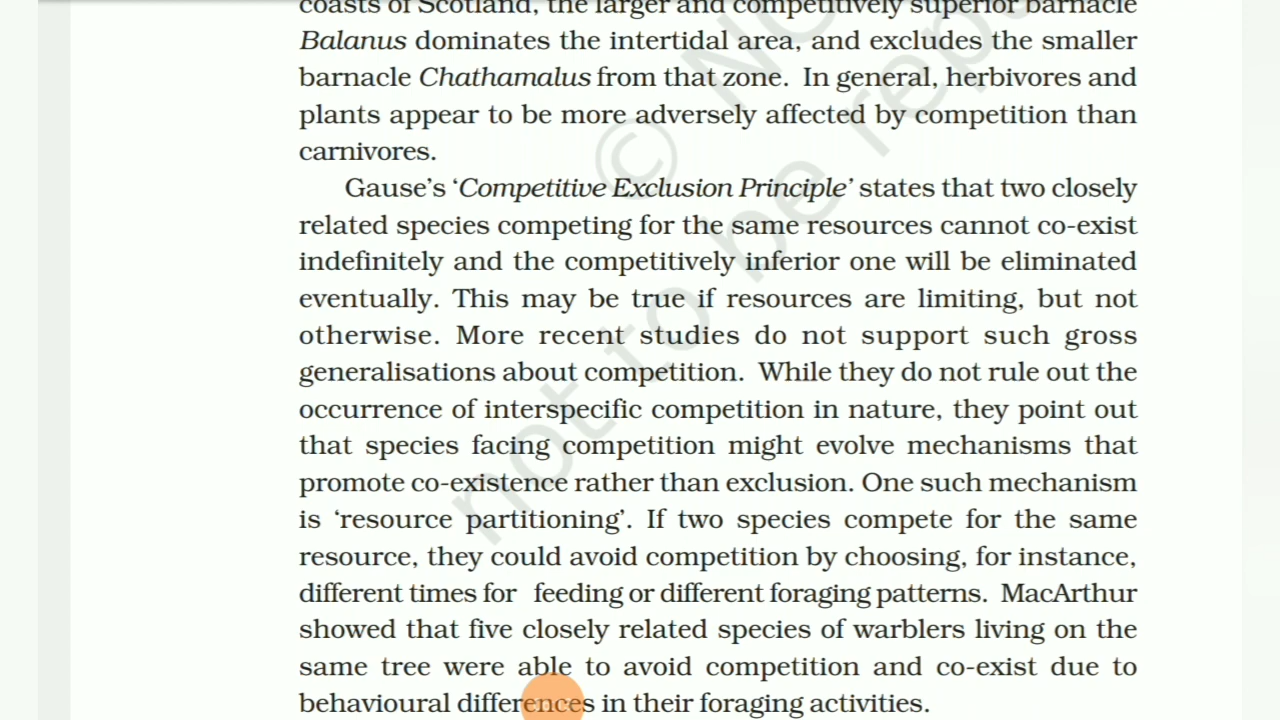 coasts of Scotland, the larger and competitively superior barnacle
Balanus dominates the intertidal area, and excludes the smaller
barnacle Chathamalus from that zone. In general, herbivores and
plants appear to be more adversely affected by competition than
carnivores.
Gause's 'Competitive Exclusion Principle' states that two closely
related species competing for the same resources cannot co-exist
indefinitely and the competitively inferior one will be eliminated
eventually. This may be true if resources are limiting, but not
otherwise. More recent studies do not support such gross
generalisations about competition. While they do not rule out the
occurrence of interspecific competition in nature, they point out
that species facing competition might evolve mechanisms that
promote co-existence rather than exclusion. One such mechanism
is 'resource partitioning'. If two species compete for the same
resource, they could avoid competition by choosing, for instance,
different times for feeding or different foraging patterns. MacArthur
showed that five closely related species of warblers living on the
same tree were able to avoid competition and co-exist due to
behavioural differences in their foraging activities.
© NC
not to be repu